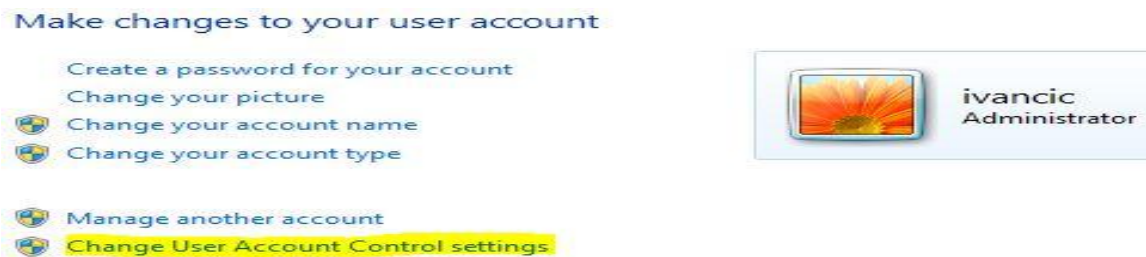 Make changes to your user account
Create a password for your account
Change your picture
Change your account name
Change your account type
Manage another account
Change User Account Control settings
ivancic
Administrator